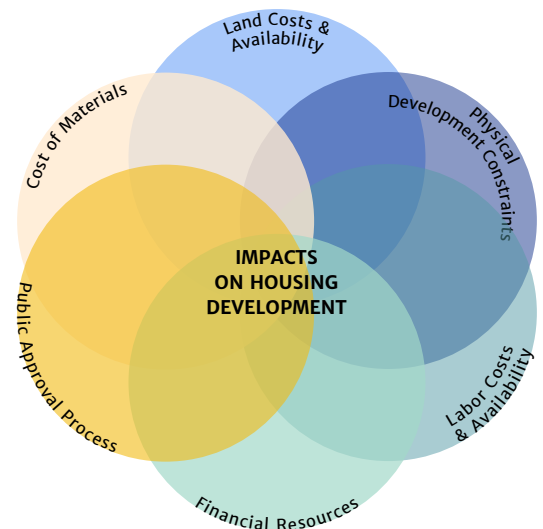 Land Costs &
Availability
Physical
Development Constraints
Labor Costs
& Availability
Financial Resources
Public Approval Process
Cost of Materials
IMPACTS
ON HOUSING
DEVELOPMENT